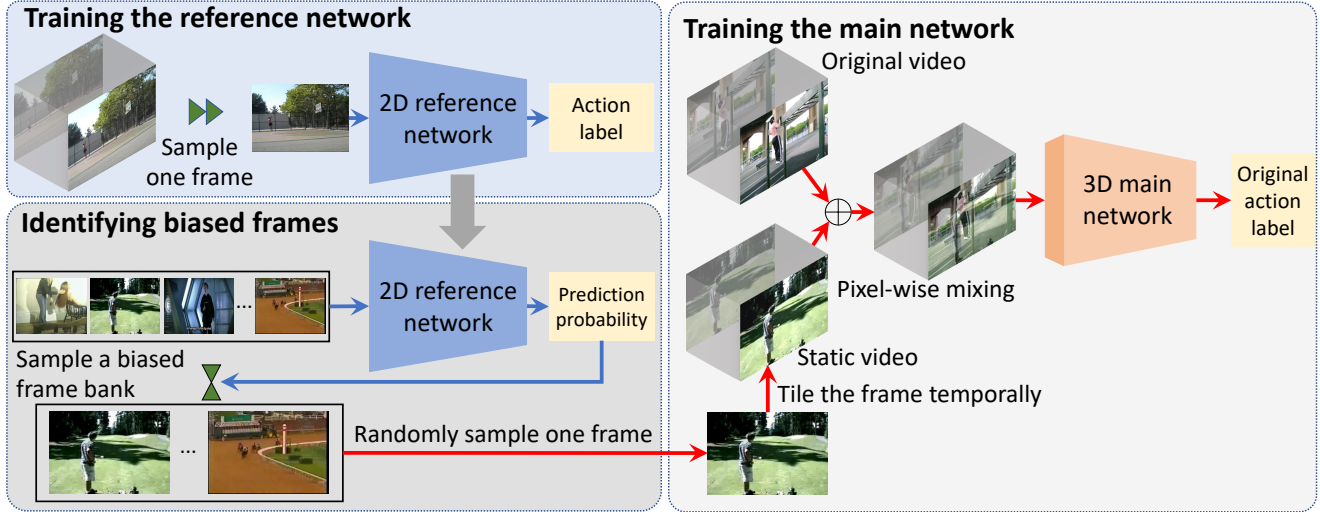 Training the reference network
Sample
one frame
2D reference
network
Action
label
Identifying biased frames
...
2D reference
network
Prediction
probability
Sample a biased
frame bank
...
Randomly sample one frame
Training the main network
Original video
3D main
network
Original
action
label
Pixel-wise mixing
Static video
Tile the frame temporally